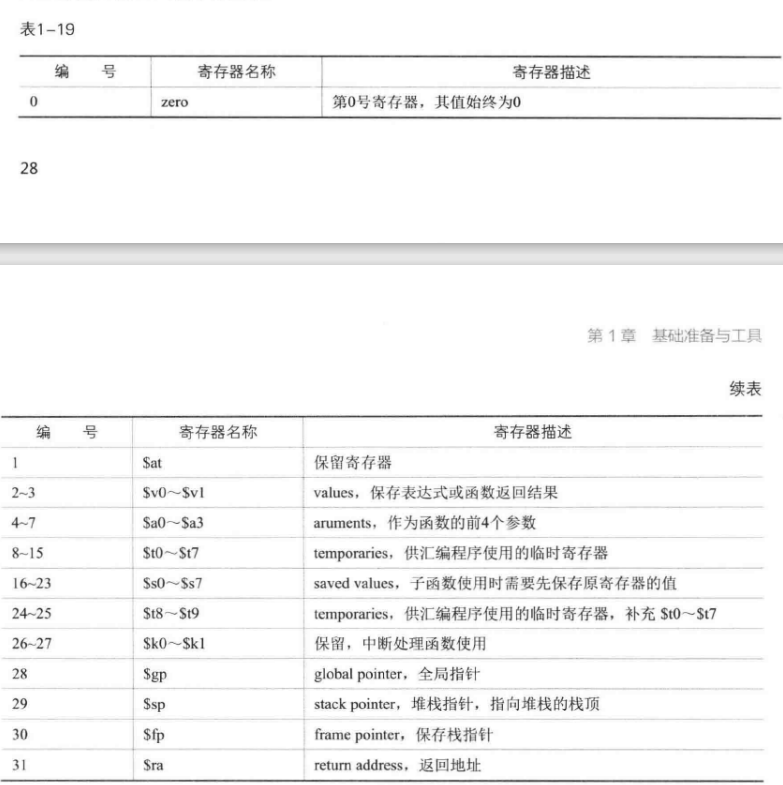 表1-19
编 号 寄存器名称 寄存器描述
0 zero 第0号寄存器，其值始终为0
28
第 1 章 基础准备与工具
续表
编 号 寄存器名称 寄存器描述
1 $at 保留寄存器
2~3 $v0～$v1 values，保存表达式或函数返回结果
4~7 $a0～$a3 aruments，作为函数的前4个参数
8~15 $t0～$t7 temporaries，供汇编程序使用的临时寄存器
16~23 $s0～$s7 saved values，子函数使用时需要先保存原寄存器的值
24~25 $t8～$t9 temporaries，供汇编程序使用的临时寄存器，补充 $t0～$t7
26~27 $k0～$k1 保留，中断处理函数使用
28 $gp global pointer，全局指针
29 $sp stack pointer，堆栈指针，指向堆栈的栈顶
30 $fp frame pointer，保存栈指针
31 $ra return address，返回地址